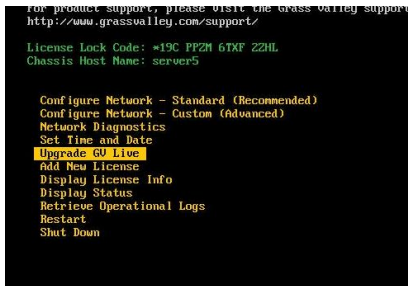 For product support, please visit the Grass Valley support
http://www.grassvalley.com/support/
License Lock Code: *19C PPZM 6TXF 2ZHL
Chassis Host Name: server5
Configure Network - Standard (Recommended)
Configure Network - Custom (Advanced)
Network Diagnostics
Set Time and Date
Upgrade GV Live
Add New License
Display License Info
Display Status
Retrieve Operational Logs
Restart
Shut Down